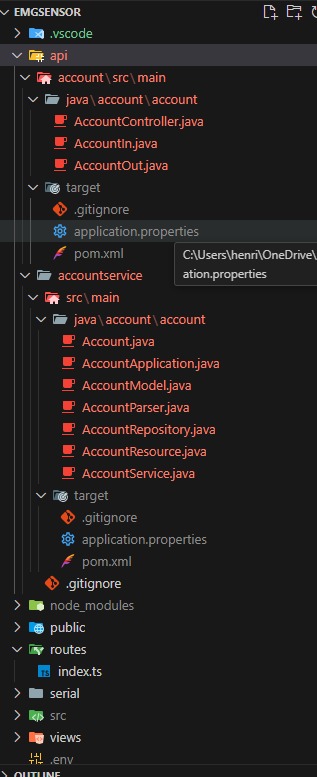 EMGSENSOR
.vscode
api
account\src\main
java\account\account
AccountController.java
AccountIn.java
AccountOut.java
target
.gitignore
application.properties
pom.xml
C:\Users\henri\OneDrive\
ation.properties
accountservice
src\main
java\account\account
Account.java
AccountApplication.java
AccountModel.java
AccountParser.java
AccountRepository.java
AccountResource.java
AccountService.java
target
.gitignore
application.properties
pom.xml
.gitignore
node_modules
public
routes
TS index.ts
serial
src
views
.env
OUTLINE